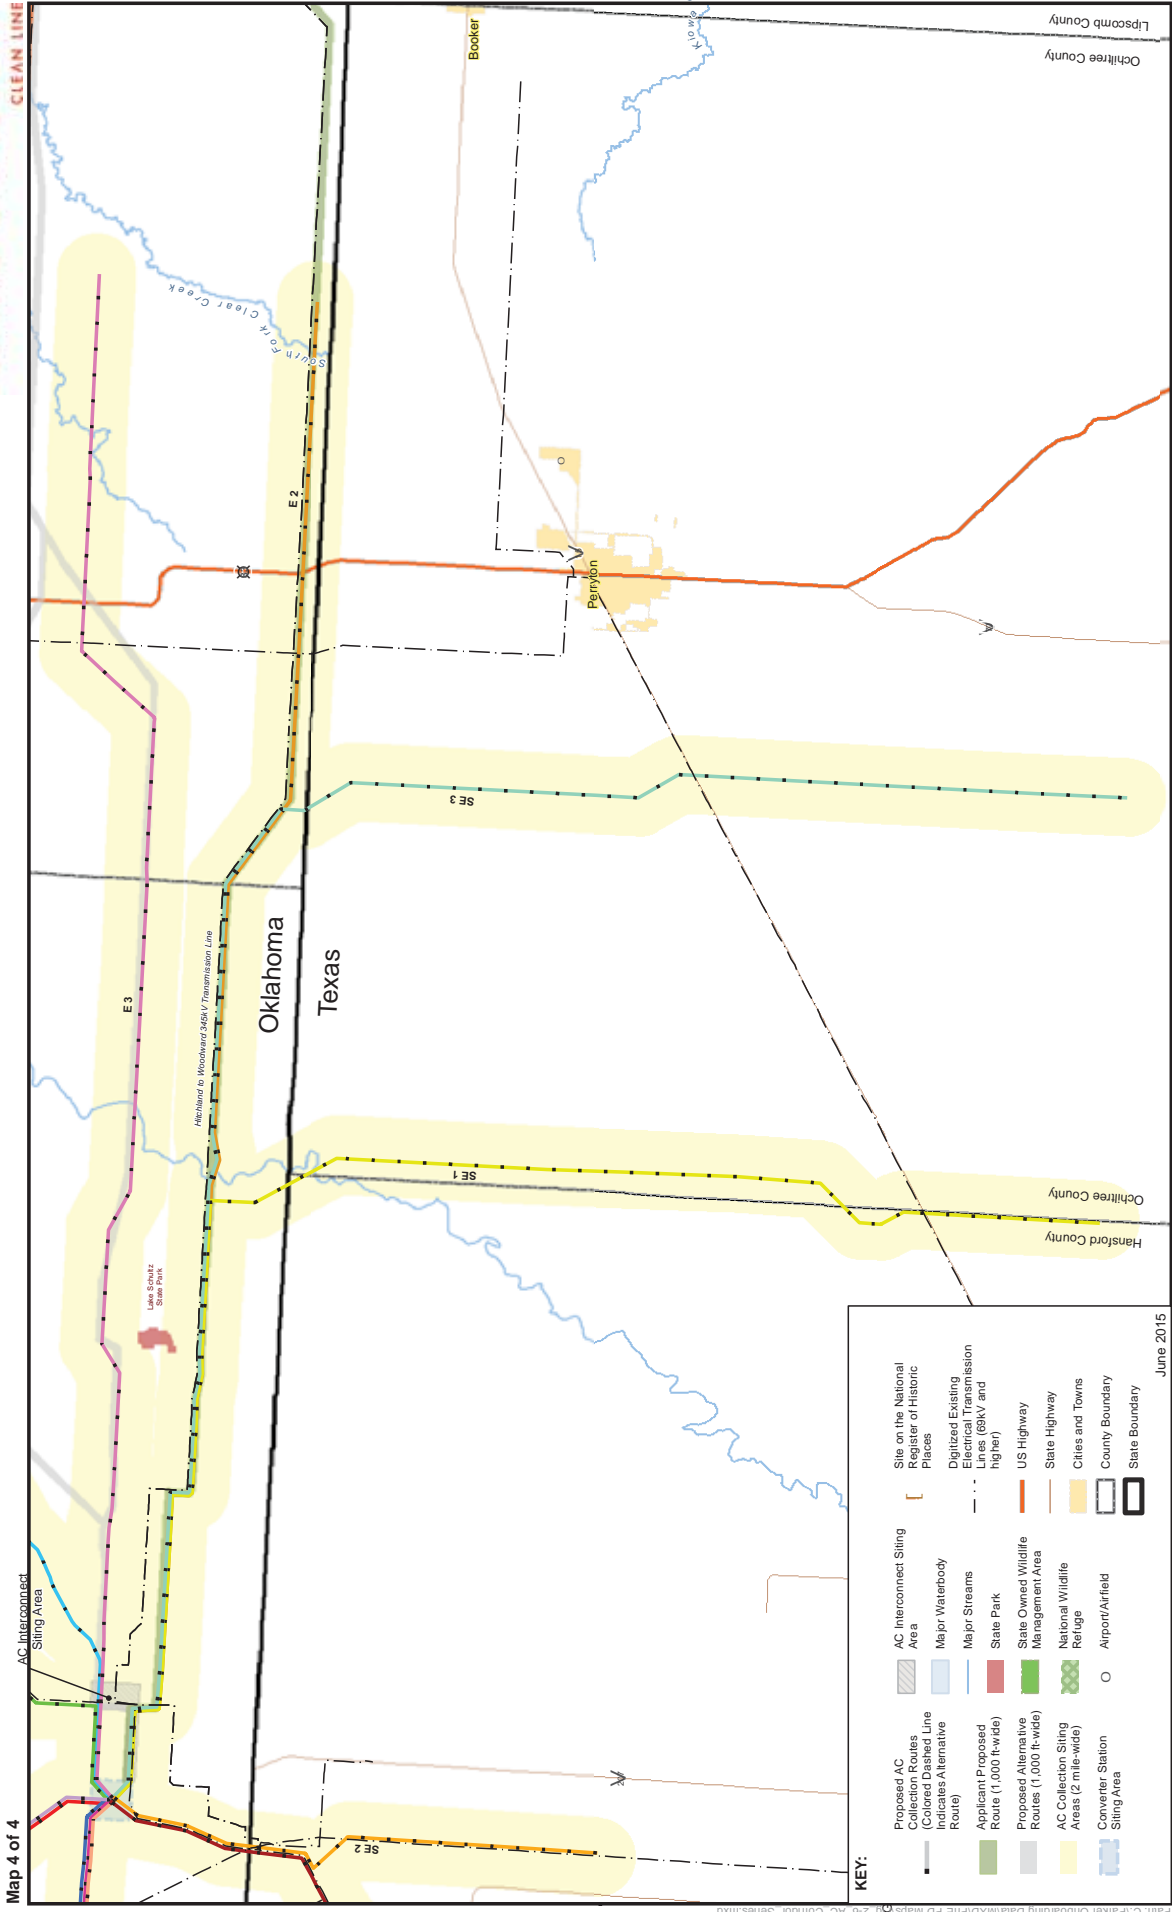 Map 4 of 4
CLEAN LINE
AC Interconnect
Siting Area
Lake Schultz
State Park
E 3
Hitchland to Woodward 345kV Transmission Line
Oklahoma
Texas
E 2
South Fork Clear Creek
Kiowa
Booker
Perryton
SE 3
SE 1
SE 2
Lipscomb County
Ochiltree County
Ochiltree County
Hansford County
KEY:
Proposed AC
Collection Routes
(Colored Dashed Line
Indicates Alternative
Route)
Applicant Proposed
Route (1,000 ft-wide)
Proposed Alternative
Routes (1,000 ft-wide)
AC Collection Siting
Areas (2 mile-wide)
Converter Station
Siting Area
AC Interconnect Siting
Area
Major Waterbody
Major Streams
State Park
State Owned Wildlife
Management Area
National Wildlife
Refuge
Airport/Airfield
Site on the National
Register of Historic
Places
Digitized Existing
Electrical Transmission
Lines (69kV and
higher)
US Highway
State Highway
Cities and Towns
County Boundary
State Boundary
June 2015